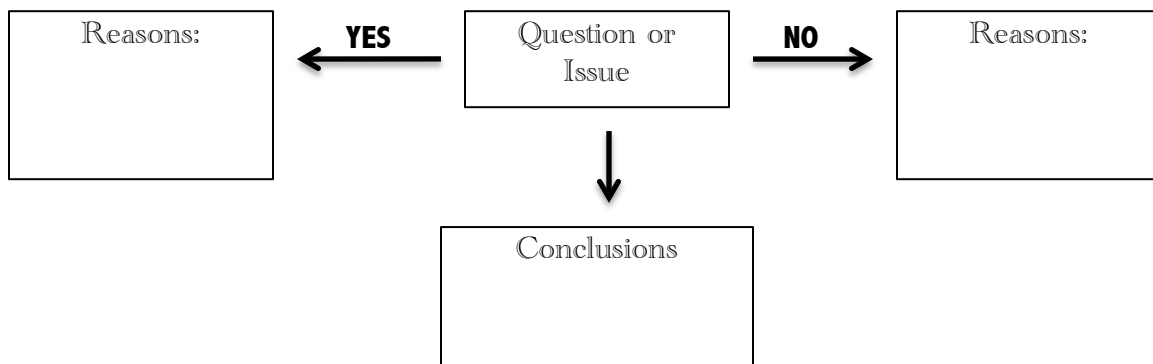 Reasons:
YES
Question or
Issue
NO
Reasons:
Conclusions